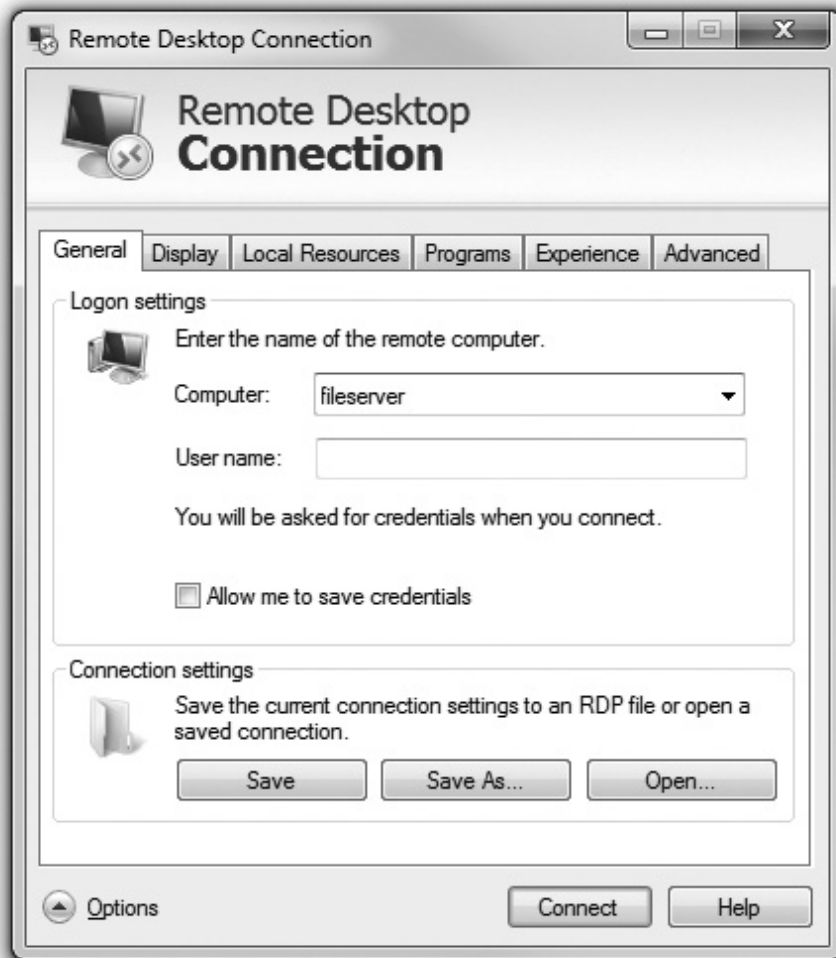 Remote Desktop Connection
Remote Desktop
Connection
General Display Local Resources Programs Experience Advanced
Logon settings
Enter the name of the remote computer.
Computer: fileserver
User name:
You will be asked for credentials when you connect.
Allow me to save credentials
Connection settings
Save the current connection settings to an RDP file or open a
saved connection.
Save Save As... Open...
Options Connect Help